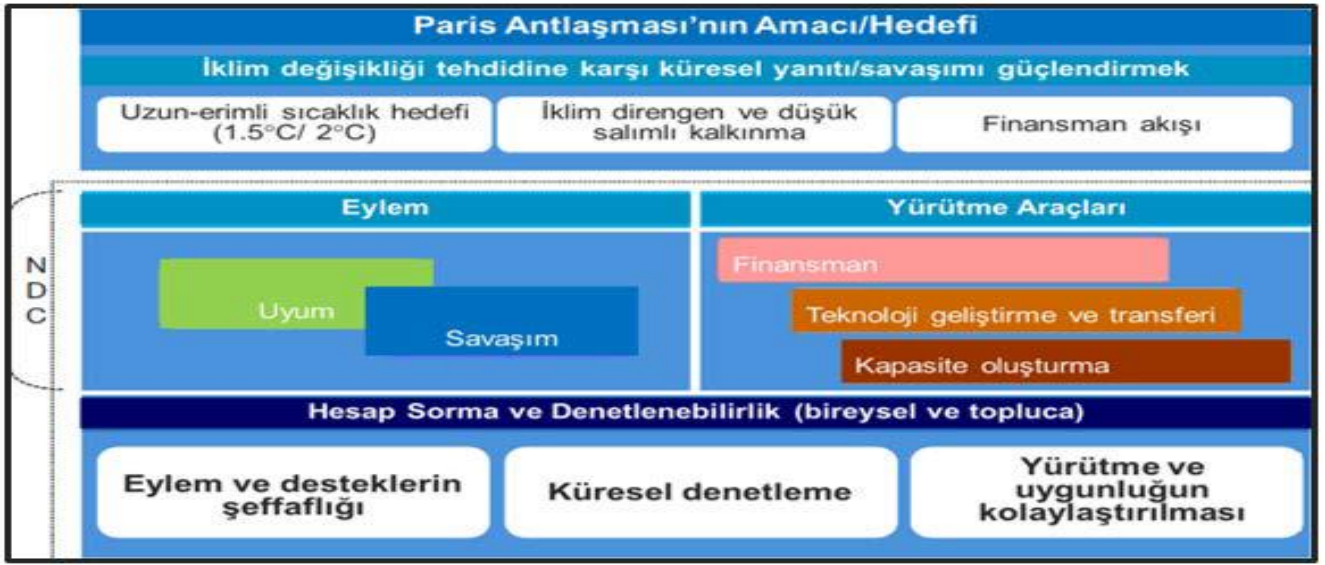 Paris Antlaşması’nın Amacı/Hedefi
İklim değişikliği tehdidine karşı küresel yanıtı/savaşımı güçlendirmek
Uzun-erimli sıcaklık hedefi
(1.5°C/ 2°C)
İklim direngen ve düşük
salımlı kalkınma
Finansman akışı
NDC
Eylem
Uyum
Savaşım
Yürütme Araçları
Finansman
Teknoloji geliştirme ve transferi
Kapasite oluşturma
Hesap Sorma ve Denetlenebilirlik (bireysel ve topluca)
Eylem ve desteklerin
şeffaflığı
Küresel denetleme
Yürütme ve
uygunluğun
kolaylaştırılması